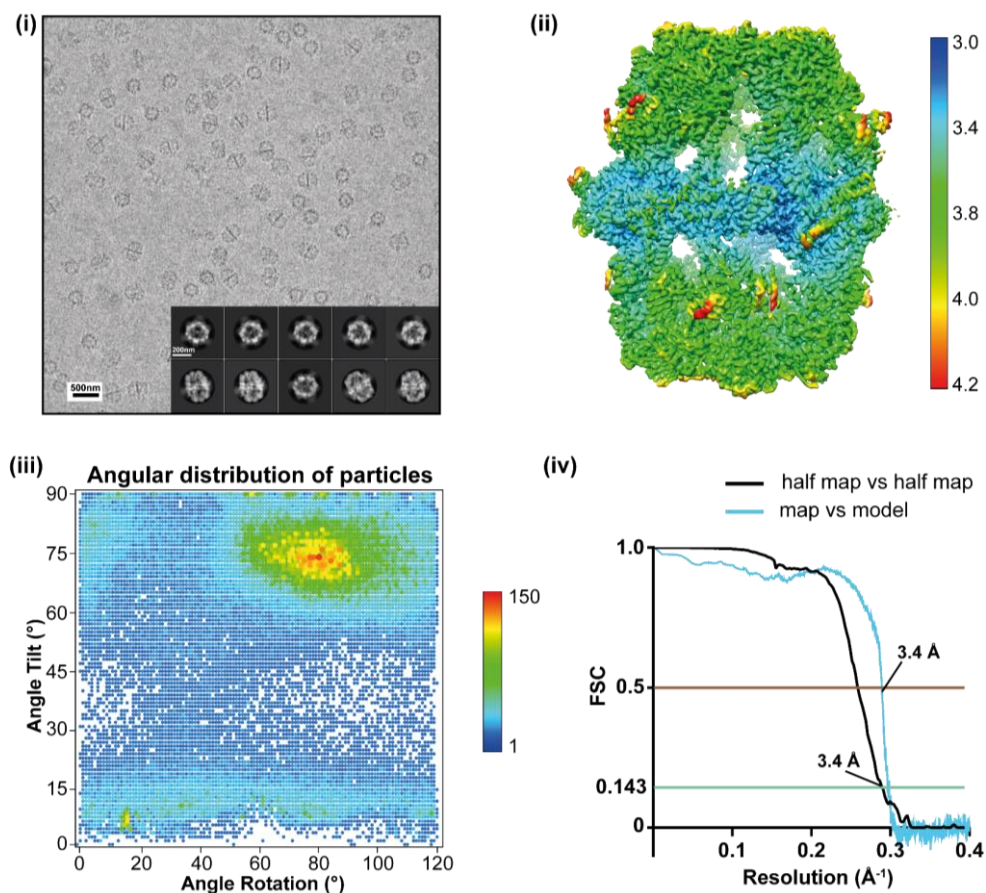 (i)
500nm
200nm
(ii)
3.0
3.4
3.8
4.0
4.2
(iii)
Angular distribution of particles
Angle Tilt (°)
90
75
60
45
30
15
0
0 20 40 60 80 100 120
Angle Rotation (°)
150
1
(iv)
half map vs half map
map vs model
FSC
1.0
0.5
0.143
0
3.4 Å
3.4 Å
0.1 0.2 0.3 0.4
Resolution (Å⁻¹)